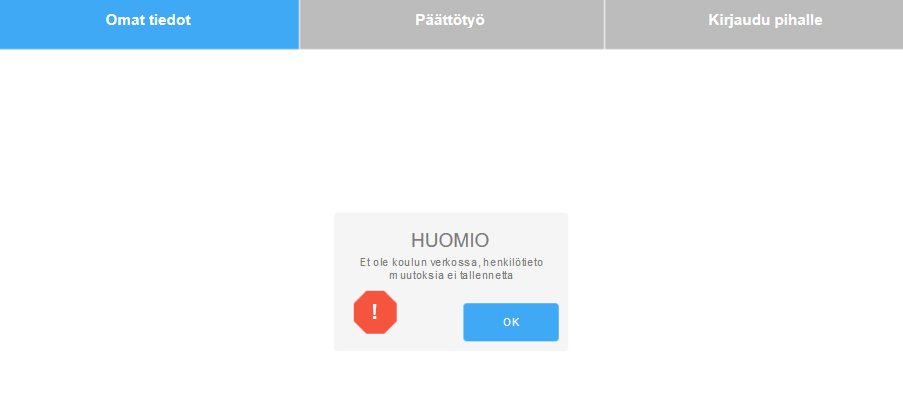 Omat tiedot
Päättötyö
Kirjaudu pihalle
HUOMIO
Et ole koulun verkossa, henkilötieto
muutoksia ei tallennetta
!
OK